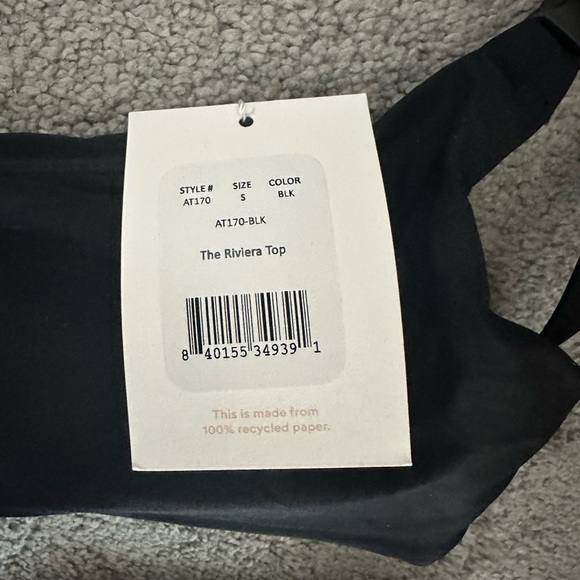 STYLE # SIZE COLOR
AT170 S BLK
AT170-BLK
The Riviera Top
8 40155 34939 1
This is made from
100% recycled paper.